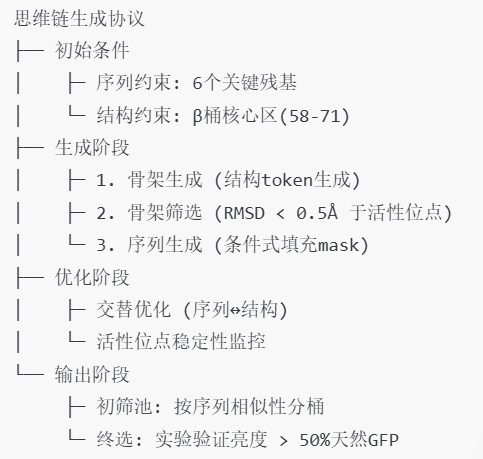 思维链生成协议
├── 初始条件
│   ├─ 序列约束: 6个关键残基
│   └─ 结构约束: β桶核心区(58-71)
├── 生成阶段
│   ├─ 1. 骨架生成 (结构token生成)
│   ├─ 2. 骨架筛选 (RMSD < 0.5Å 于活性位点)
│   └─ 3. 序列生成 (条件式填充mask)
├── 优化阶段
│   ├─ 交替优化 (序列↔结构)
│   └─ 活性位点稳定性监控
└── 输出阶段
    ├─ 初筛池: 按序列相似性分桶
    └─ 终选: 实验验证亮度 > 50%天然GFP